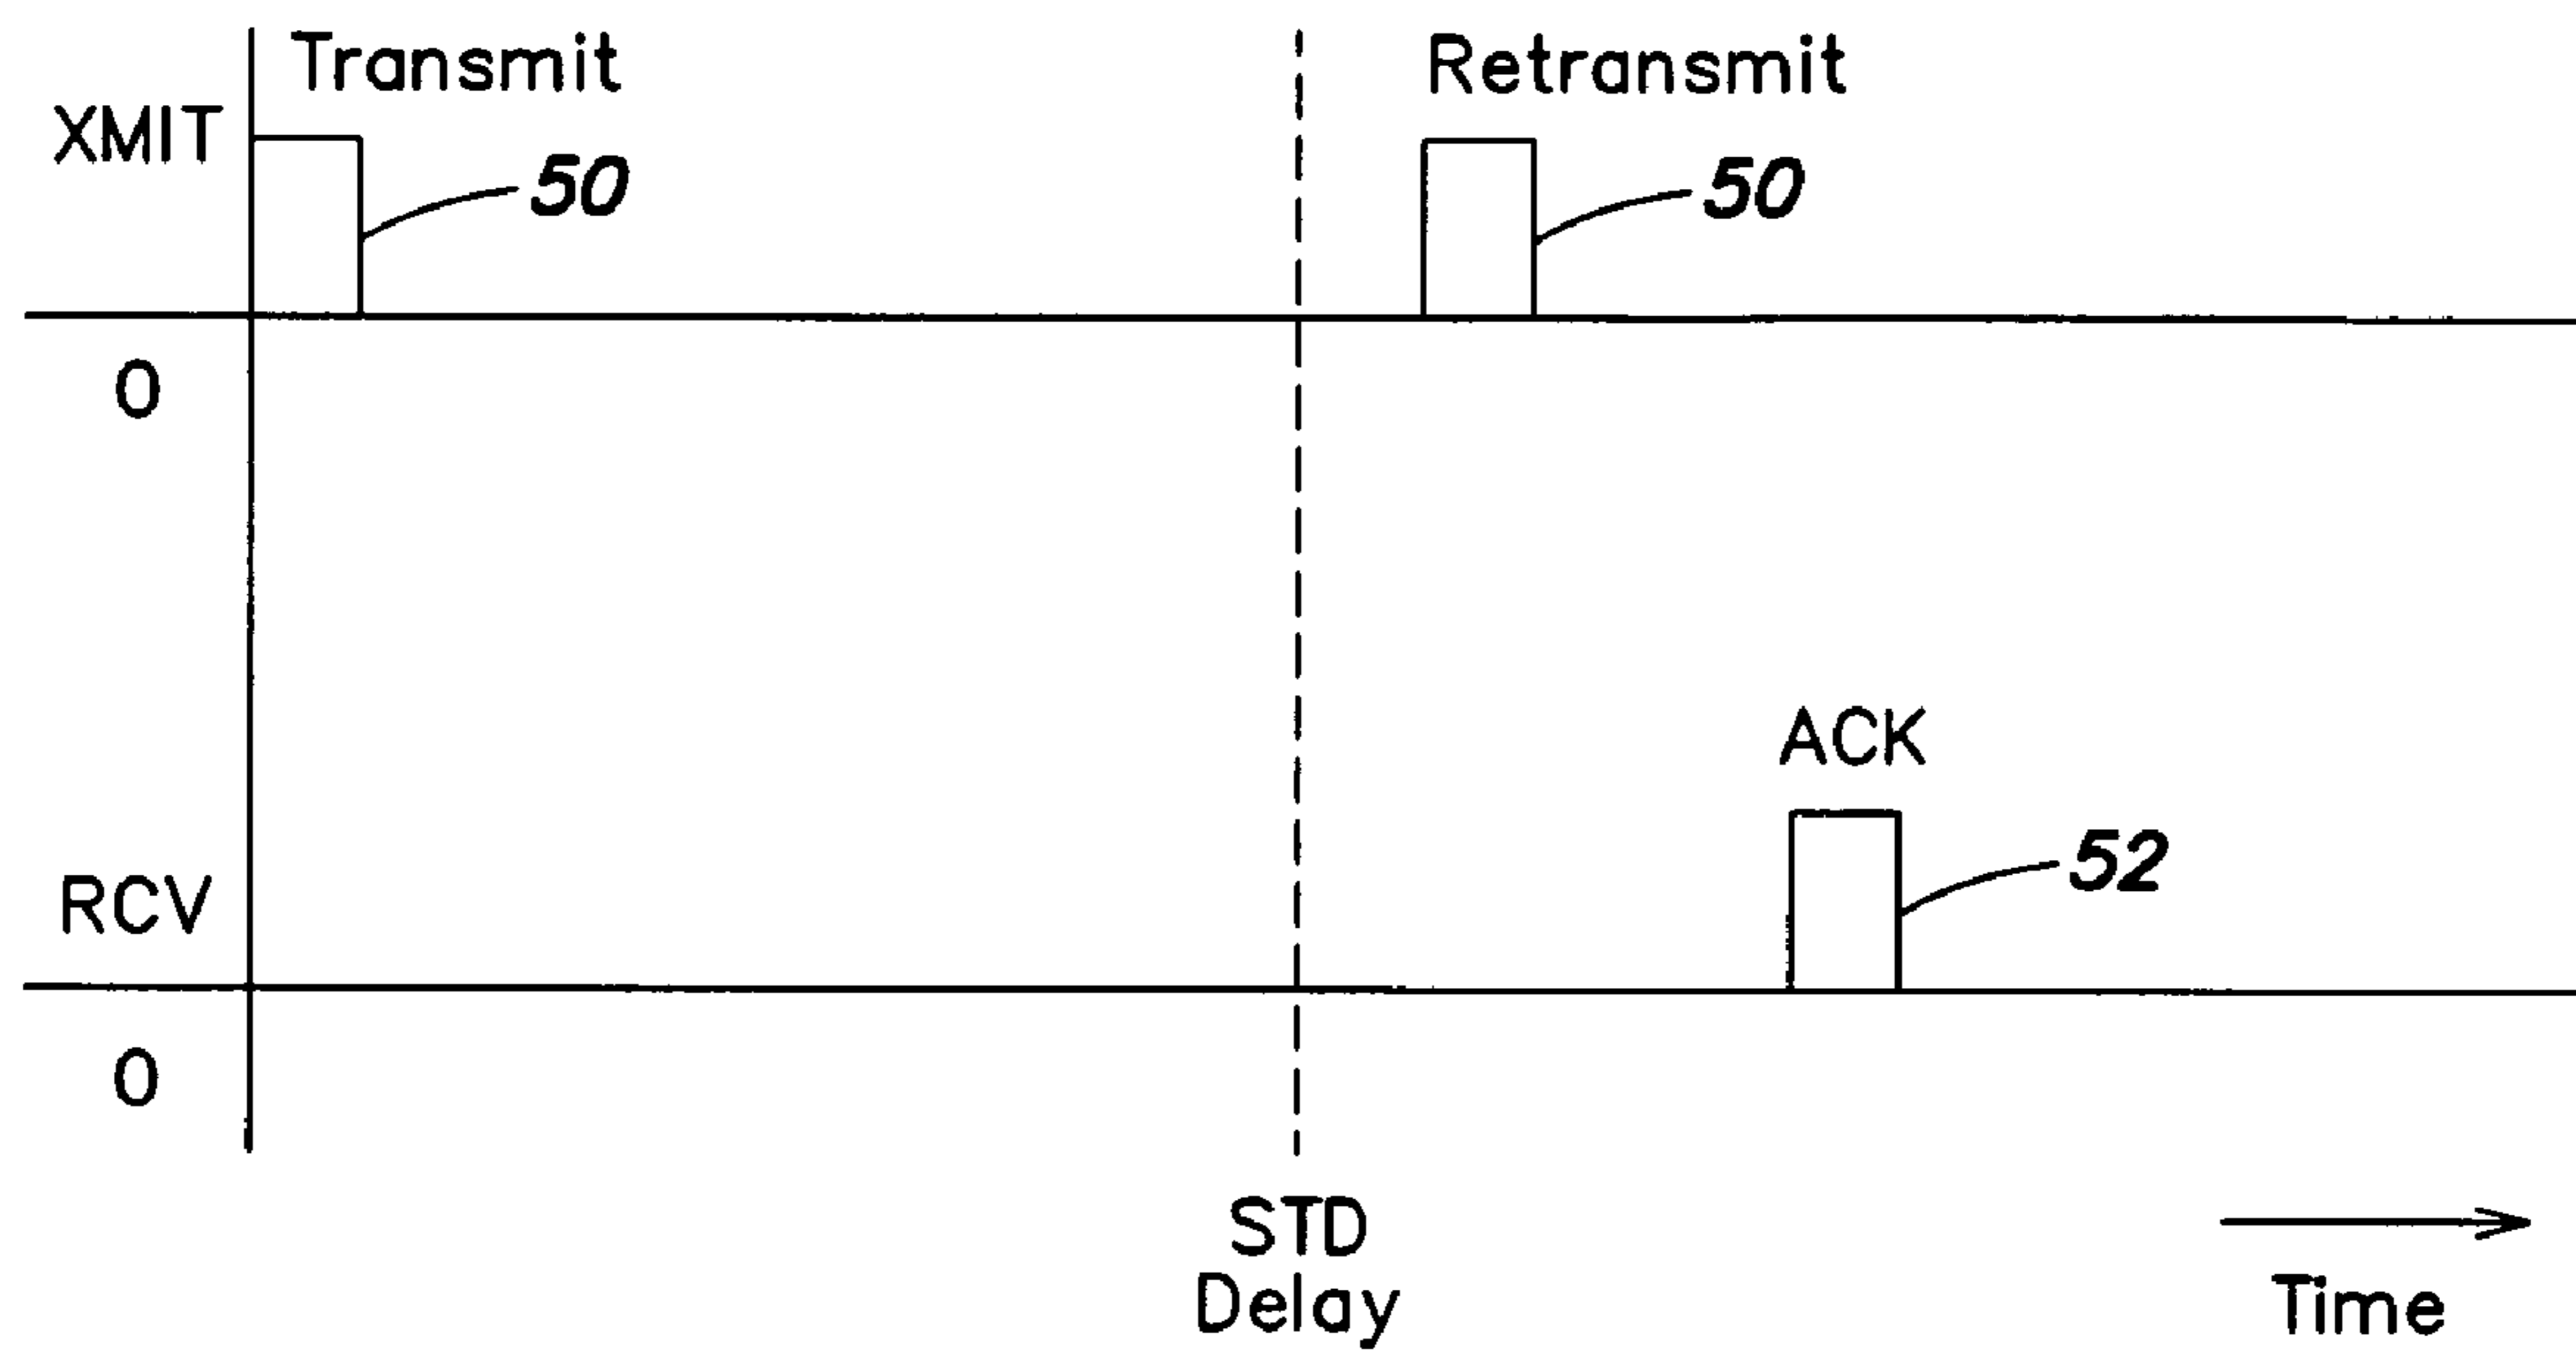 Transmit
Retransmit
XMIT
50
50
0
ACK
52
RCV
0
STD
Delay
Time